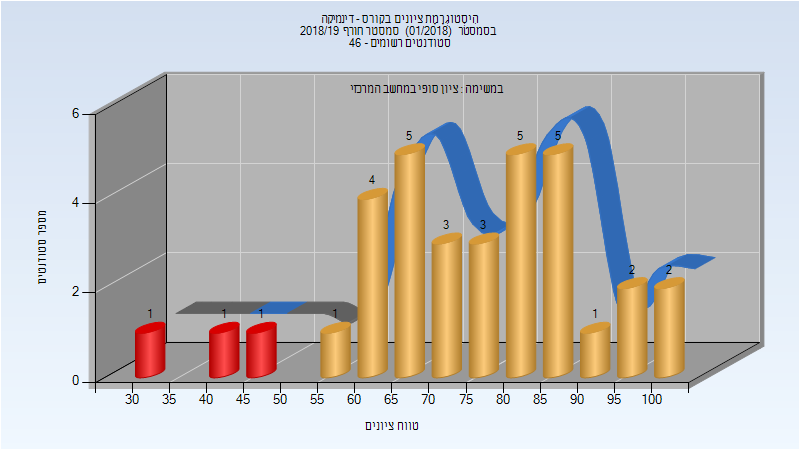 היסטוגרמת ציונים בקורס - דינמיקה
בסמסטר (01/2018) סמסטר חורף 2018/19
סטודנטים רשומים - 46
במשימה : ציון סופי במחשב המרכזי
מספר סטודנטים
6
4
2
0
1
1
1
1
4
5
3
3
5
5
1
2
2
30 35 40 45 50 55 60 65 70 75 80 85 90 95 100
טווח ציונים